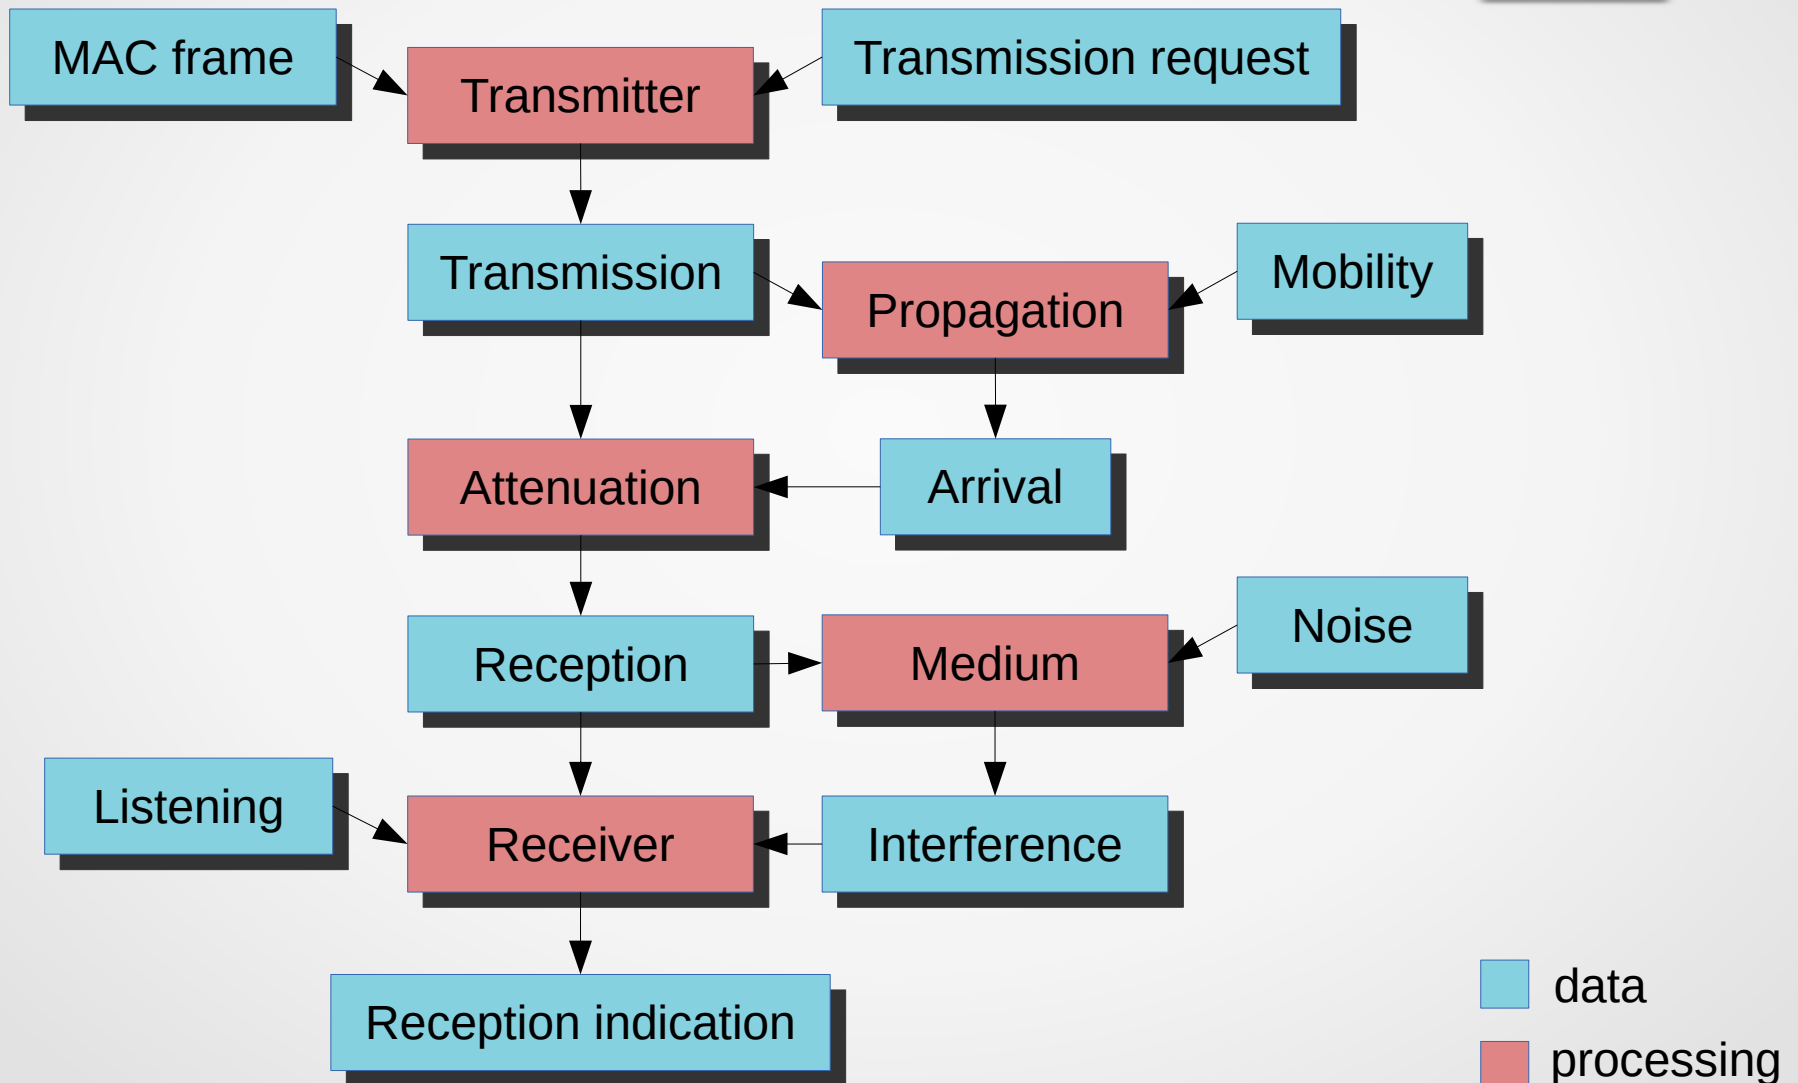 MAC frame
Transmitter
Transmission request
Transmission
Propagation
Mobility
Attenuation
Arrival
Reception
Medium
Noise
Listening
Receiver
Interference
Reception indication
data
processing